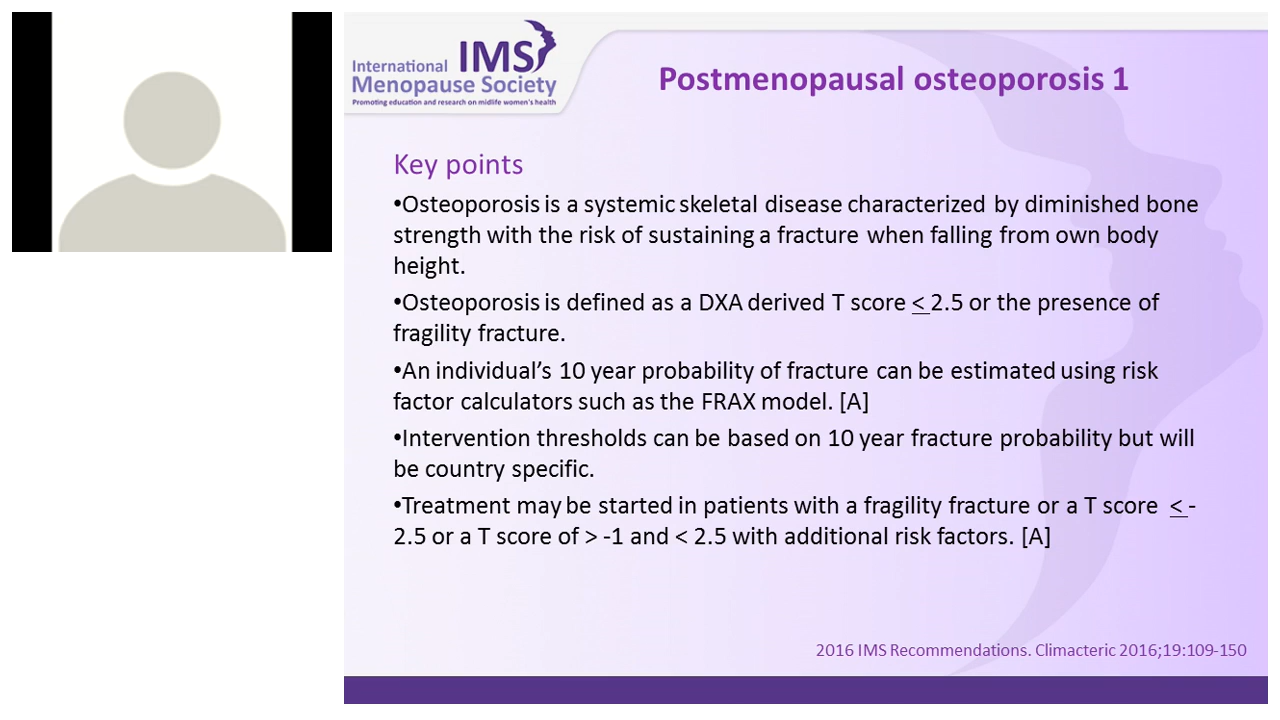 International IMS
Menopause Society
Promoting education and research on midlife women's health
Postmenopausal osteoporosis 1
Key points
•Osteoporosis is a systemic skeletal disease characterized by diminished bone
strength with the risk of sustaining a fracture when falling from own body
height.
•Osteoporosis is defined as a DXA derived T score ≤ 2.5 or the presence of
fragility fracture.
•An individual’s 10 year probability of fracture can be estimated using risk
factor calculators such as the FRAX model. [A]
•Intervention thresholds can be based on 10 year fracture probability but will
be country specific.
•Treatment may be started in patients with a fragility fracture or a T score ≤ -
2.5 or a T score of > -1 and < 2.5 with additional risk factors. [A]
2016 IMS Recommendations. Climacteric 2016;19:109-150